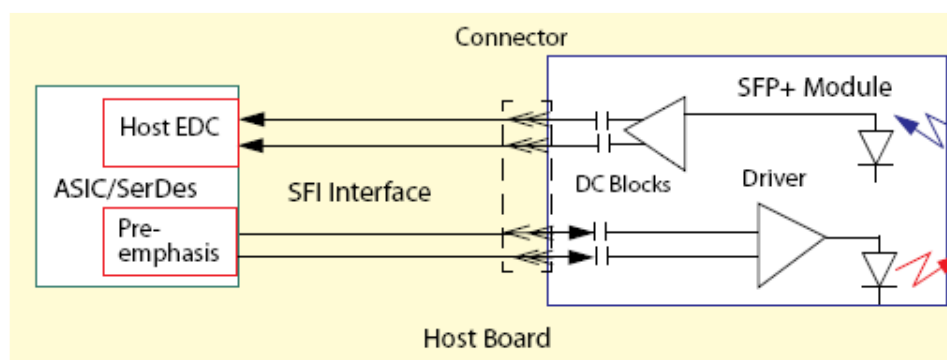 Connector
SFP+ Module
Host EDC
ASIC/SerDes
SFI Interface
DC Blocks
Driver
Pre-
emphasis
Host Board